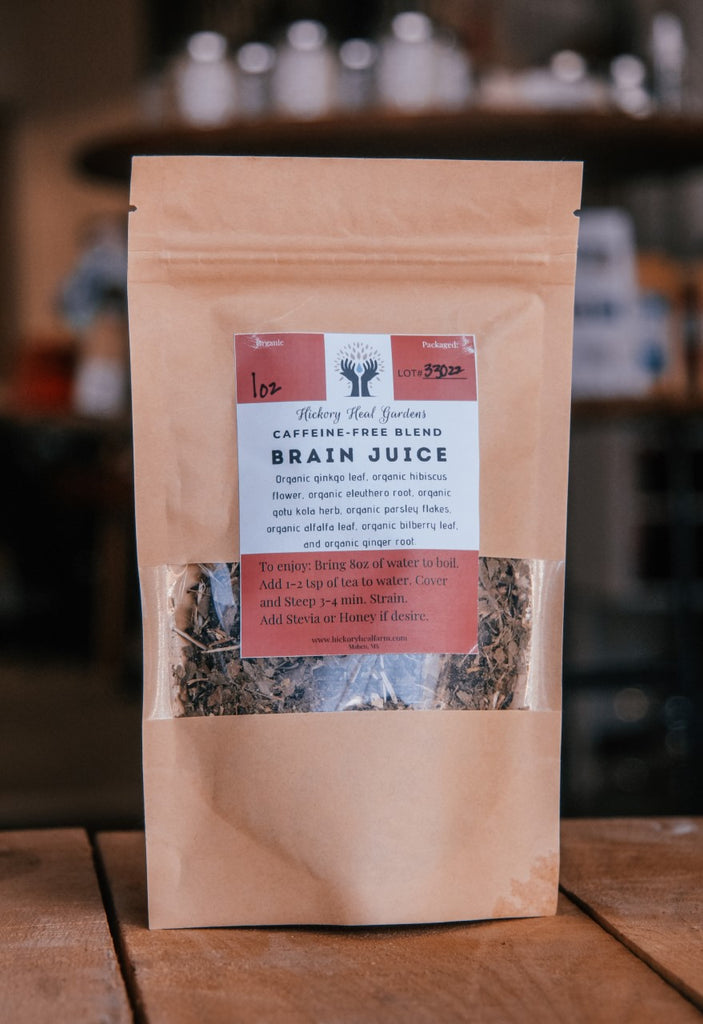 Organic
Packaged:
1oz
LOT# 33022
Hickory Heal Gardens
CAFFEINE-FREE BLEND
BRAIN JUICE
Organic ginkgo leaf, organic hibiscus
flower, organic eleuthero root, organic
gotu kola herb, organic parsley flakes,
organic alfalfa leaf, organic bilberry leaf,
and organic ginger root.
To enjoy: Bring 8oz of water to boil.
Add 1-2 tsp of tea to water. Cover
and Steep 3-4 min. Strain.
Add Stevia or Honey if desire.
www.hickoryhealfarm.com